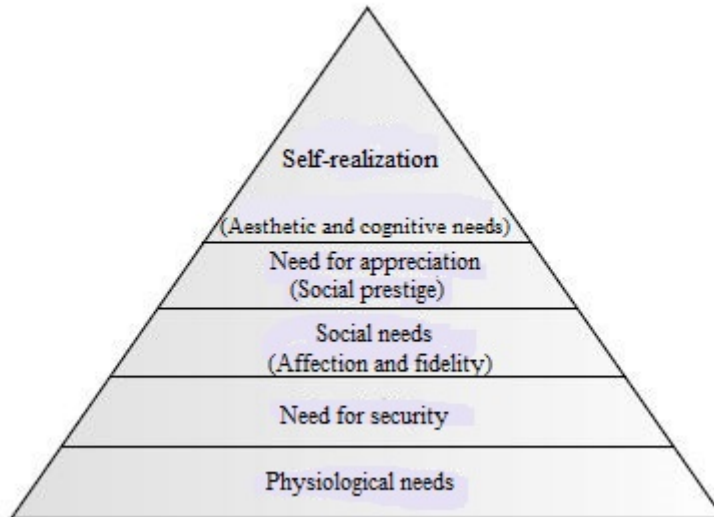 Self-realization
(Aesthetic and cognitive needs)
Need for appreciation
(Social prestige)
Social needs
(Affection and fidelity)
Need for security
Physiological needs